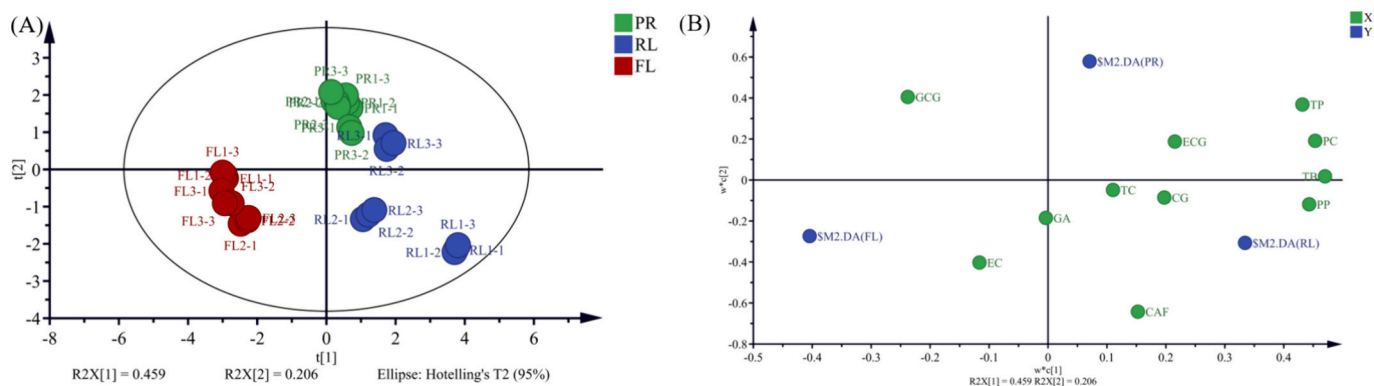 (A)
PR
RL
FL
3
2
1
0
-1
-2
-3
-4
t[2]
PR3-3
PR1-3
PR1-2
PR1-1
PR3-1
PR3-2
RL3-1
RL3-3
RL3-2
FL1-3
FL1-2
FL1-1
FL3-1
FL3-2
FL3-3
FL2-3
FL2-2
FL2-1
RL2-1
RL2-3
RL2-2
RL1-3
RL1-2
RL1-1
-8
-6
-4
-2
0
2
4
6
8
t[1]
R2X[1] = 0.459
R2X[2] = 0.206
Ellipse: Hotelling's T2 (95%)
(B)
X
Y
0.6
0.4
0.2
0
-0.2
-0.4
-0.6
-0.8
w*c[2]
$M2.DA(PR)
GCG
TP
ECG
PC
TB
TC
CG
PP
GA
$M2.DA(FL)
$M2.DA(RL)
EC
CAF
-0.5
-0.4
-0.3
-0.2
-0.1
0
0.1
0.2
0.3
0.4
w*c[1]
R2X[1] = 0.459 R2X[2] = 0.206